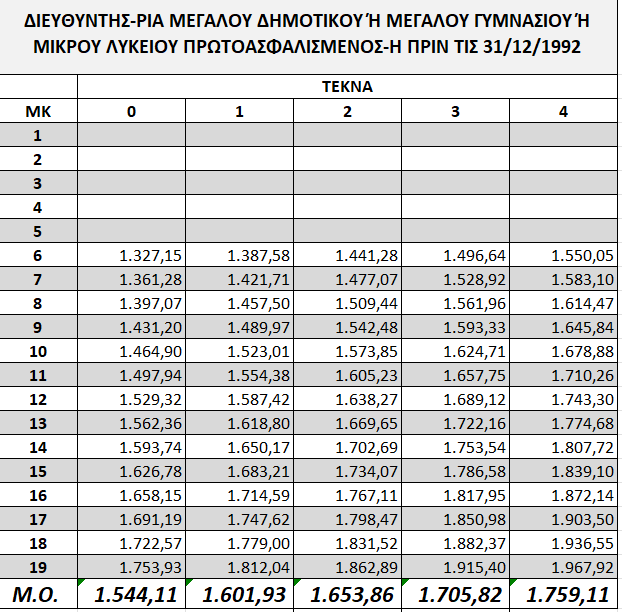 ΔΙΕΥΘΥΝΤΗΣ-ΡΙΑ ΜΕΓΑΛΟΥ ΔΗΜΟΤΙΚΟΥ Ή ΜΕΓΑΛΟΥ ΓΥΜΝΑΣΙΟΥ Ή
ΜΙΚΡΟΥ ΛΥΚΕΙΟΥ ΠΡΩΤΟΑΣΦΑΛΙΣΜΕΝΟΣ-Η ΠΡΙΝ ΤΙΣ 31/12/1992
ΤΕΚΝΑ
ΜΚ 0 1 2 3 4
1
2
3
4
5
6 1.327,15 1.387,58 1.441,28 1.496,64 1.550,05
7 1.361,28 1.421,71 1.477,07 1.528,92 1.583,10
8 1.397,07 1.457,50 1.509,44 1.561,96 1.614,47
9 1.431,20 1.489,97 1.542,48 1.593,33 1.645,84
10 1.464,90 1.523,01 1.573,85 1.624,71 1.678,88
11 1.497,94 1.554,38 1.605,23 1.657,75 1.710,26
12 1.529,32 1.587,42 1.638,27 1.689,12 1.743,30
13 1.562,36 1.618,80 1.669,65 1.722,16 1.774,68
14 1.593,74 1.650,17 1.702,69 1.753,54 1.807,72
15 1.626,78 1.683,21 1.734,07 1.786,58 1.839,10
16 1.658,15 1.714,59 1.767,11 1.817,95 1.872,14
17 1.691,19 1.747,62 1.798,47 1.850,98 1.903,50
18 1.722,57 1.779,00 1.831,52 1.882,37 1.936,55
19 1.753,93 1.812,04 1.862,89 1.915,40 1.967,92
Μ.Ο. 1.544,11 1.601,93 1.653,86 1.705,82 1.759,11